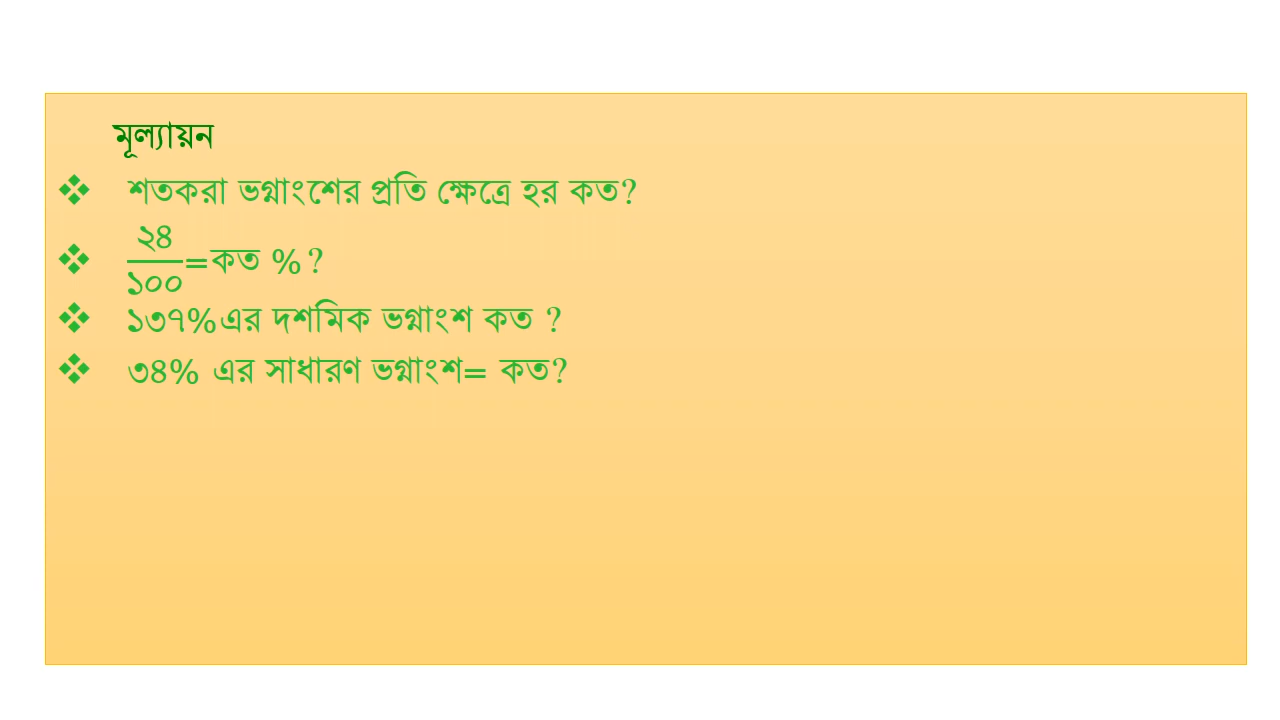 মূল্যায়ন
❖ শতকরা ভগ্নাংশের প্রতি ক্ষেত্রে হর কত?
❖ ২৪/১০০=কত % ?
❖ ১৩৭%এর দশমিক ভগ্নাংশ কত ?
❖ ৩৪% এর সাধারণ ভগ্নাংশ= কত?